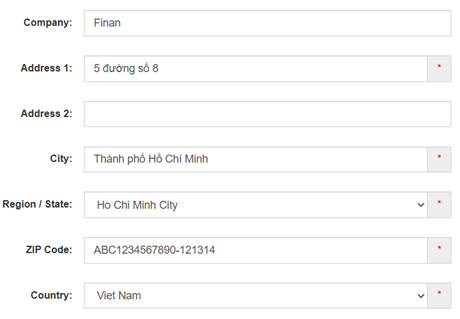 Company: Finan
Address 1: 5 đường số 8 *
Address 2:
City: Thành phố Hồ Chí Minh *
Region / State: Ho Chi Minh City *
ZIP Code: ABC1234567890-121314 *
Country: Viet Nam *